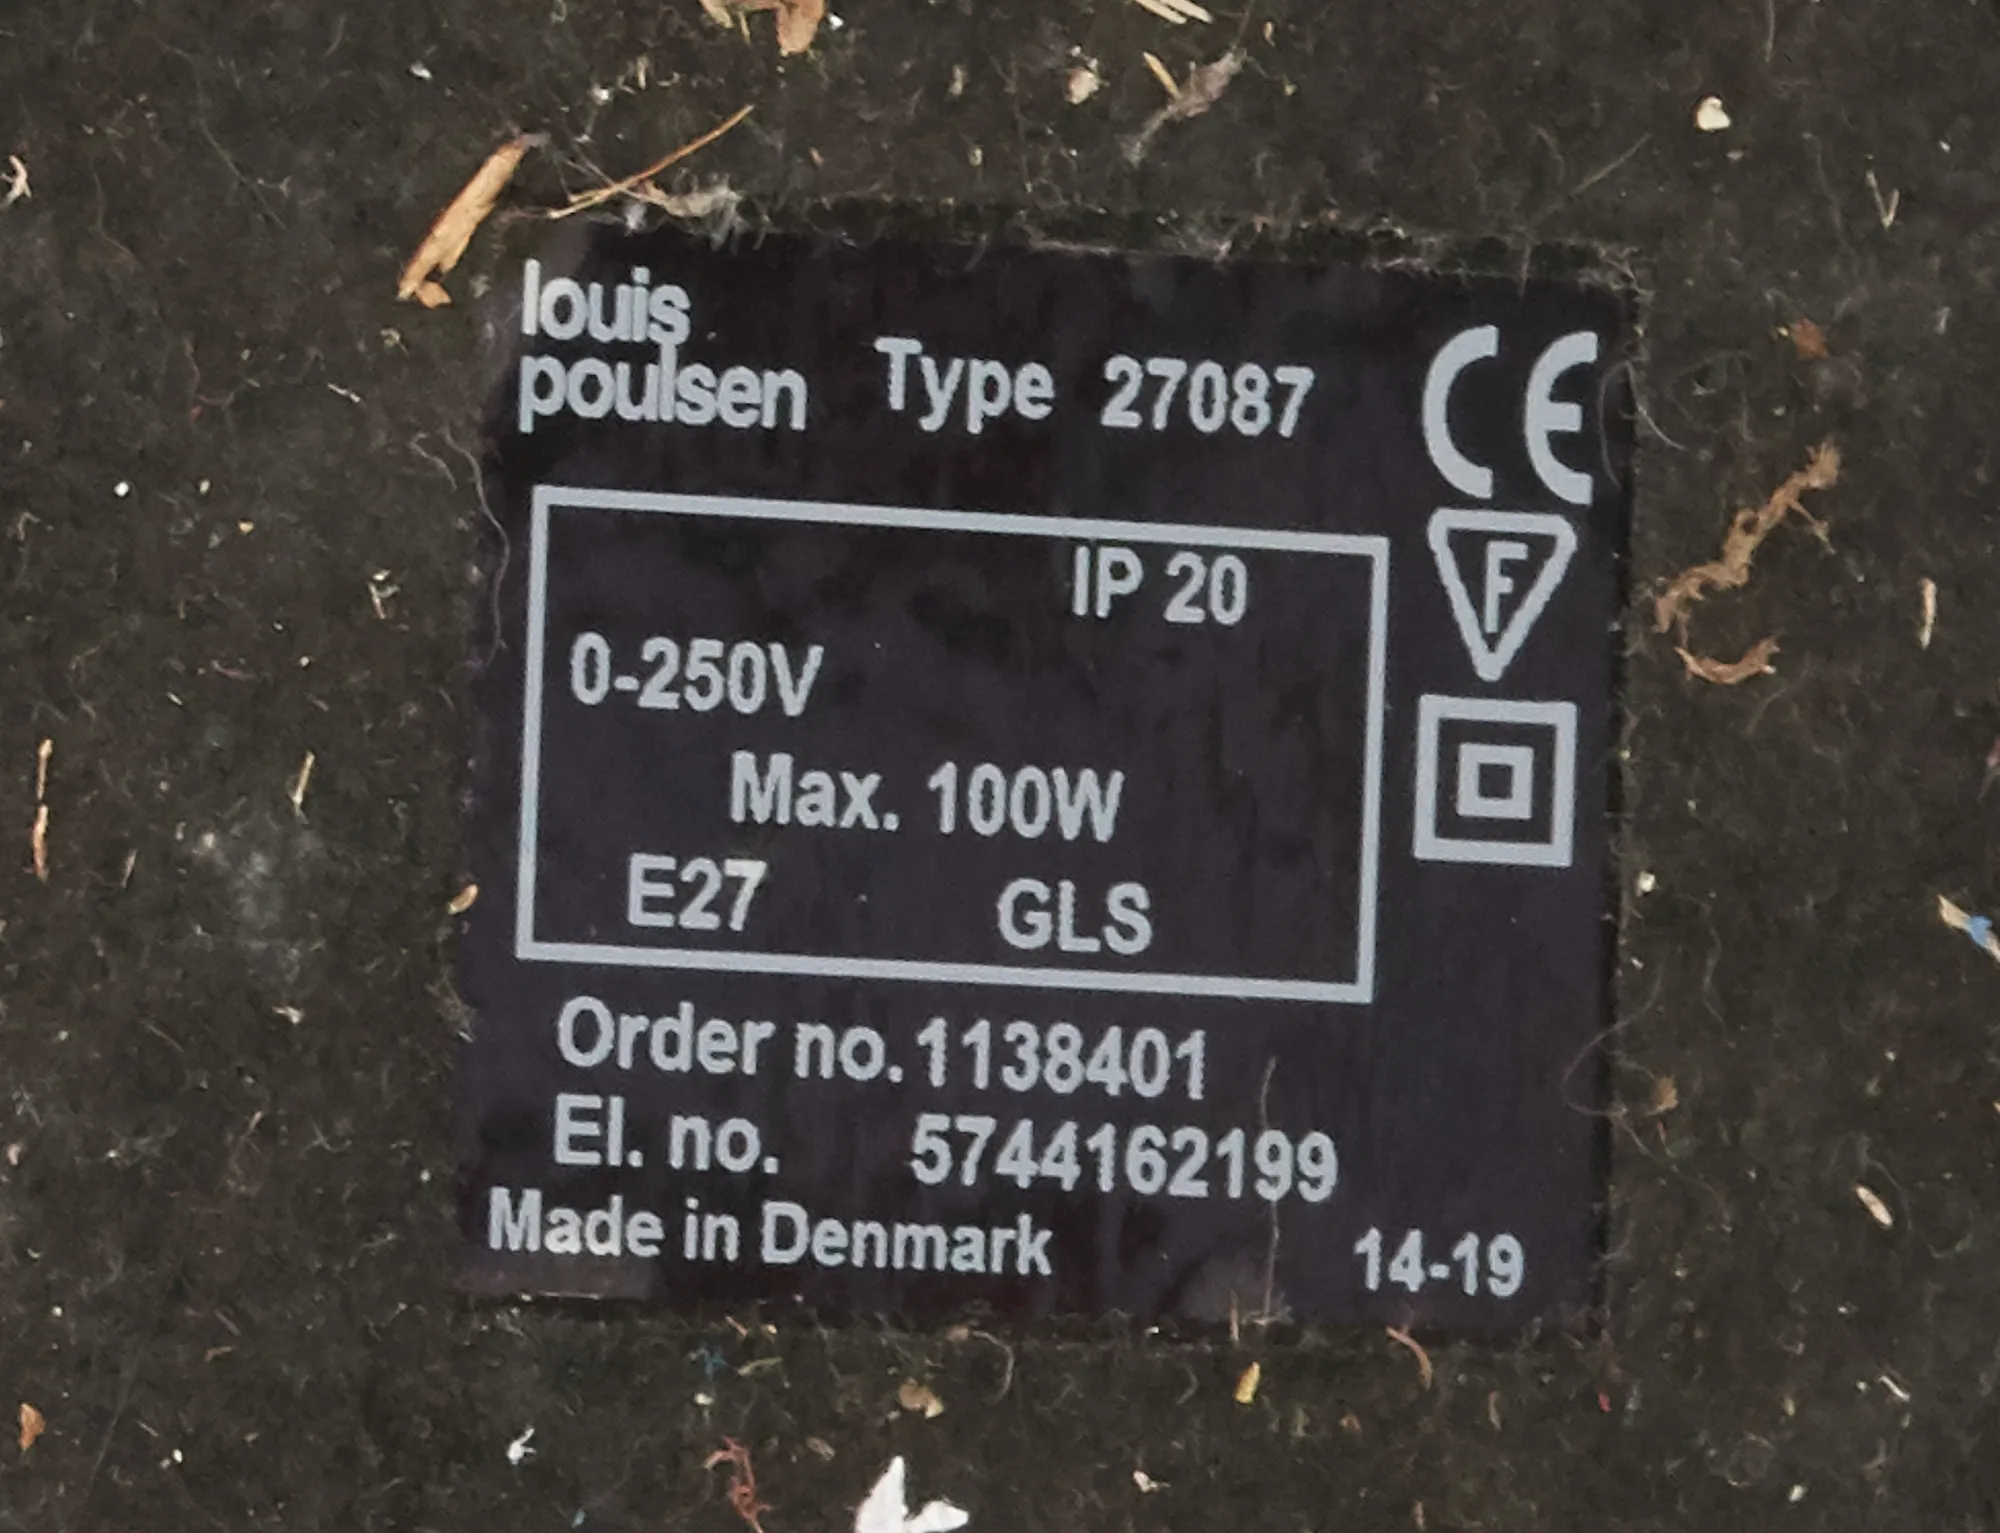 louis
poulsen Type 27087
CE
F
IP 20
0-250V
Max. 100W
E27 GLS
Order no. 1138401
El. no. 5744162199
Made in Denmark 14-19